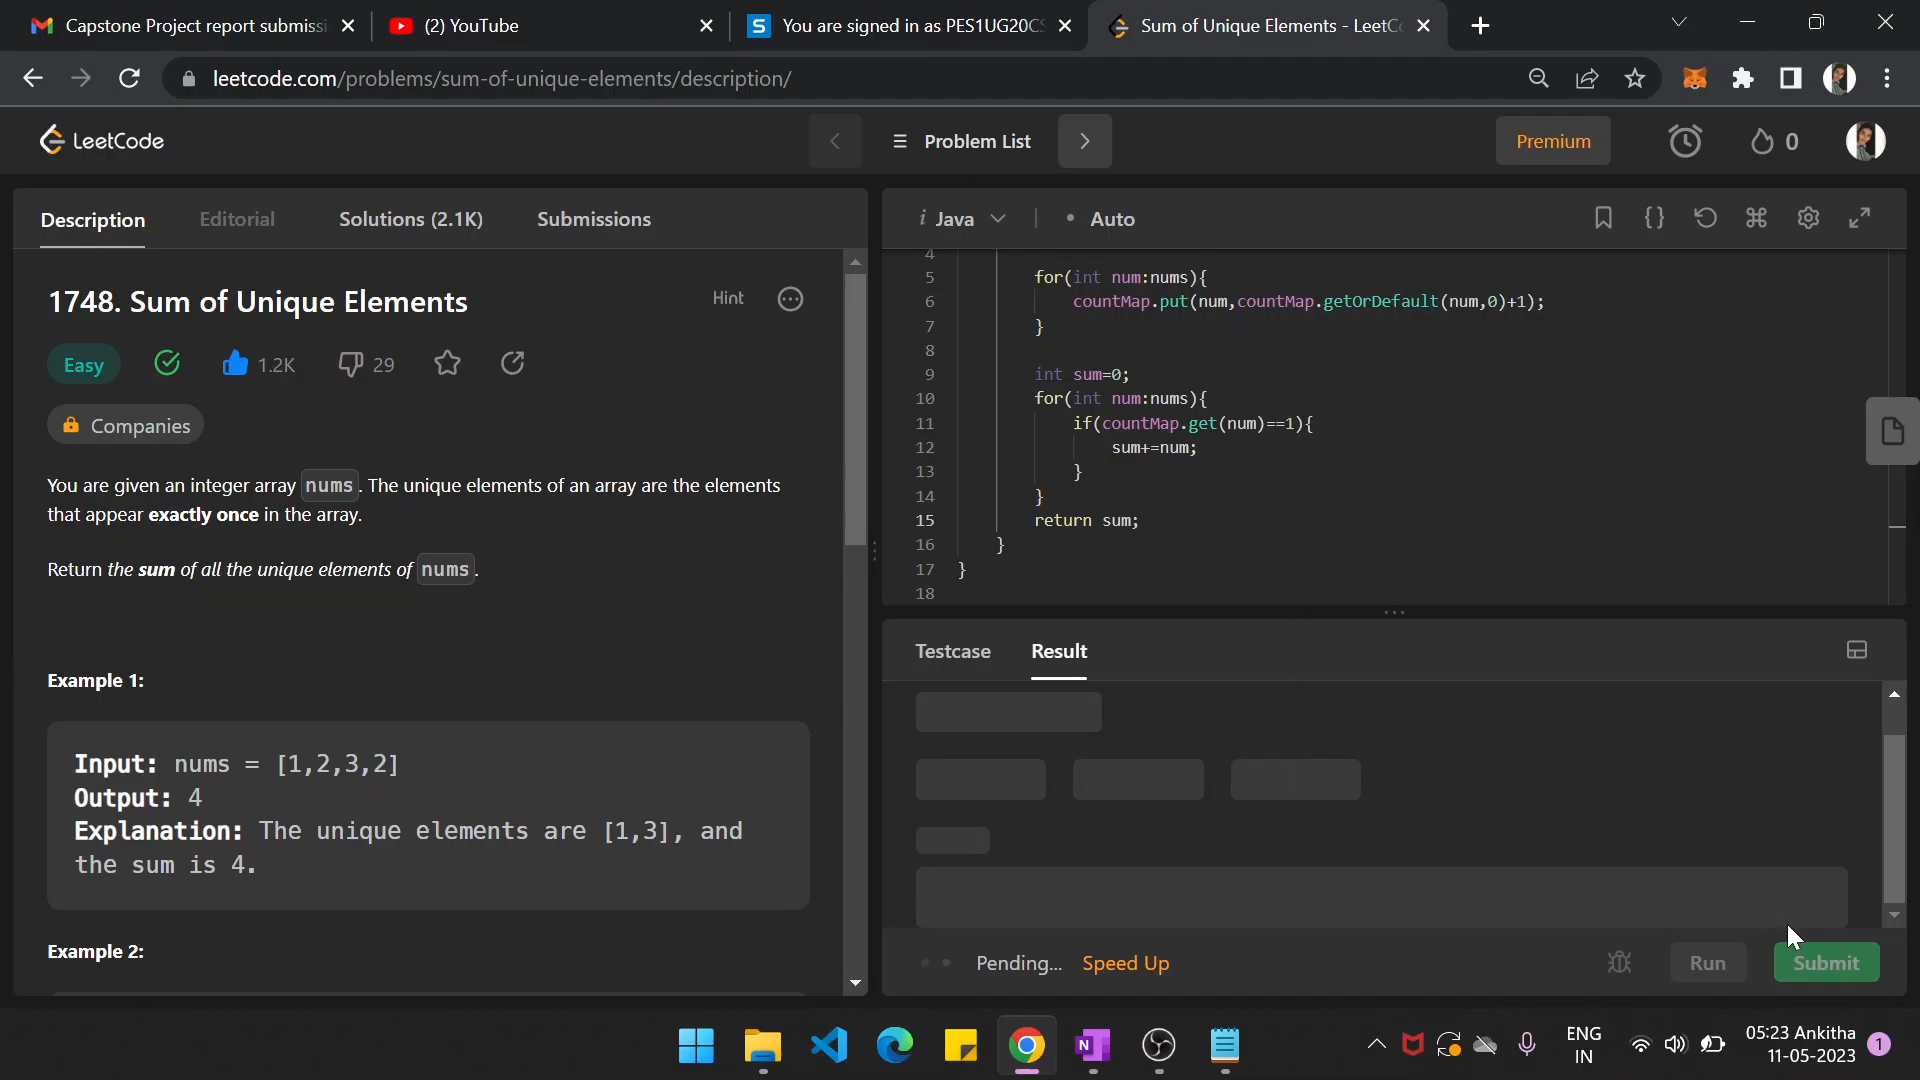 Capstone Project report submissi
(2) YouTube
You are signed in as PES1UG20CS
Sum of Unique Elements - LeetCo
leetcode.com/problems/sum-of-unique-elements/description/
LeetCode
Problem List
Premium
0
Description
Editorial
Solutions (2.1K)
Submissions
1748. Sum of Unique Elements
Hint
Easy
1.2K
29
Companies
You are given an integer array nums. The unique elements of an array are the elements
that appear exactly once in the array.
Return the sum of all the unique elements of nums.
Example 1:
Input: nums = [1,2,3,2]
Output: 4
Explanation: The unique elements are [1,3], and
the sum is 4.
Example 2:
i Java
Auto
4
5 for(int num:nums){
6 countMap.put(num,countMap.getOrDefault(num,0)+1);
7 }
8
9 int sum=0;
10 for(int num:nums){
11 if(countMap.get(num)==1){
12 sum+=num;
13 }
14 }
15 return sum;
16 }
17 }
18
Testcase
Result
Pending...
Speed Up
Run
Submit
ENG
IN
05:23 Ankitha
11-05-2023
1